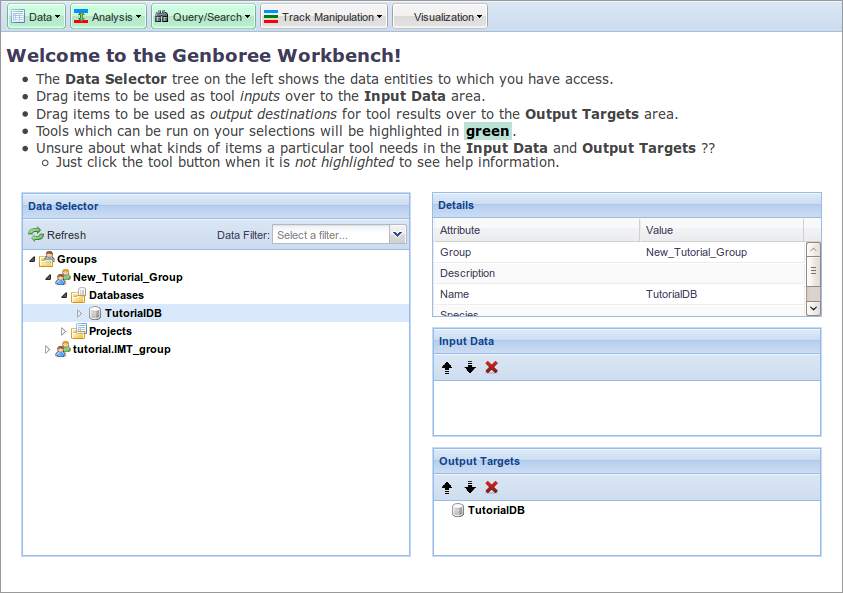 Data Analysis Query/Search Track Manipulation Visualization
Welcome to the Genboree Workbench!
The Data Selector tree on the left shows the data entities to which you have access.
Drag items to be used as tool inputs over to the Input Data area.
Drag items to be used as output destinations for tool results over to the Output Targets area.
Tools which can be run on your selections will be highlighted in green.
Unsure about what kinds of items a particular tool needs in the Input Data and Output Targets ??
Just click the tool button when it is not highlighted to see help information.
Data Selector
Refresh Data Filter: Select a filter...
Groups
New_Tutorial_Group
Databases
TutorialDB
Projects
tutorial.IMT_group
Details
Attribute Value
Group New_Tutorial_Group
Description
Name TutorialDB
Species
Input Data
Output Targets
TutorialDB